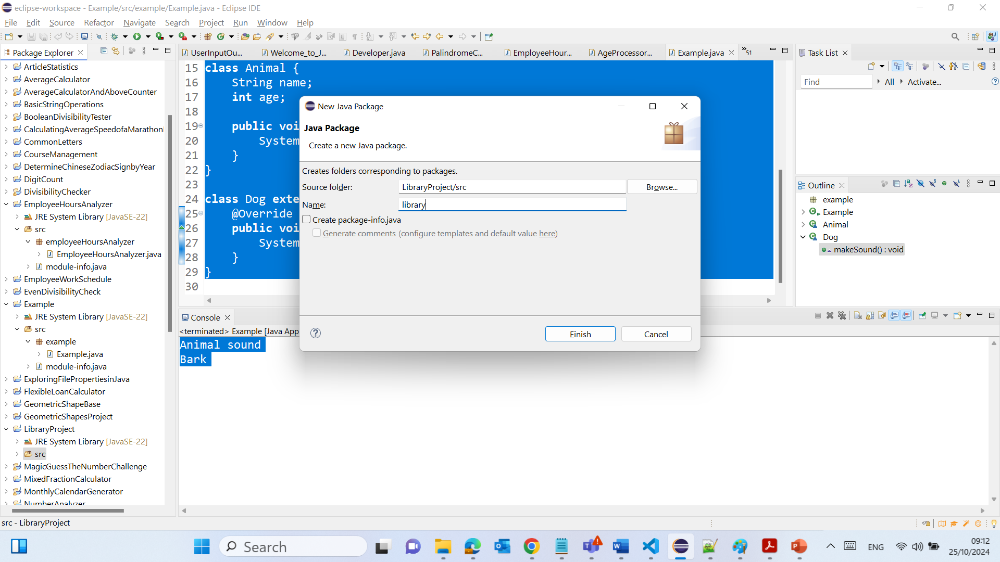 eclipse-workspace - Example/src/example/Example.java - Eclipse IDE
File Edit Source Refactor Navigate Search Project Run Window Help
Package Explorer
ArticleStatistics
AverageCalculator
AverageCalculatorAndAboveCounter
BasicStringOperations
BooleanDivisibilityTester
CalculatingAverageSpeedofaMarathon
CommonLetters
CourseManagement
DetermineChineseZodiacSignbyYear
DigitCount
DivisibilityChecker
EmployeeHoursAnalyzer
JRE System Library [JavaSE-22]
src
employeeHoursAnalyzer
EmployeeHoursAnalyzer.java
module-info.java
EmployeeWorkSchedule
EvenDivisibilityCheck
Example
JRE System Library [JavaSE-22]
src
example
Example.java
module-info.java
ExploringFilePropertiesinJava
FlexibleLoanCalculator
GeometricShapeBase
GeometricShapesProject
LibraryProject
JRE System Library [JavaSE-22]
src
MagicGuessTheNumberChallenge
MixedFractionCalculator
MonthlyCalendarGenerator
NumberAnalyzer
UserInputOu... Welcome_to_J... Developer.java PalindromeC... EmployeeHour... AgeProcessor... Example.java »51
15 class Animal {
16 String name;
17 int age;
18
19 public voi
20 System
21 }
22 }
23
24 class Dog exte
25 @Override
26 public voi
27 System
28 }
29 }
30
New Java Package
Java Package
Create a new Java package.
Creates folders corresponding to packages.
Source folder: LibraryProject/src Browse...
Name: library
Create package-info.java
Generate comments (configure templates and default value here)
Finish Cancel
Console
<terminated> Example [Java App
Animal sound
Bark
Task List
Find All Activate...
Outline
example
Example
Animal
Dog
makeSound() : void
src - LibraryProject
Search
ENG
09:12
25/10/2024